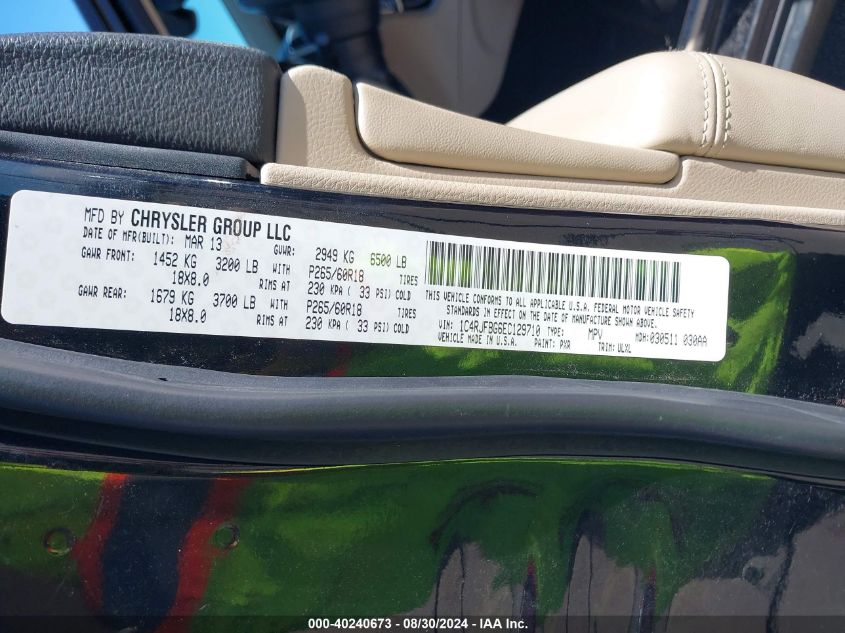 MFD BY CHRYSLER GROUP LLC
DATE OF MFR(BUILT): MAR 13 GVWR: 2949 KG 6500 LB
GAWR FRONT: 1452 KG 3200 LB WITH P265/60R18 TIRES
18X8.0 RIMS AT 230 KPA ( 33 PSI) COLD
GAWR REAR: 1679 KG 3700 LB WITH P265/60R18 TIRES
18X8.0 RIMS AT 230 KPA ( 33 PSI) COLD
THIS VEHICLE CONFORMS TO ALL APPLICABLE U.S.A. FEDERAL MOTOR VEHICLE SAFETY
STANDARDS IN EFFECT ON THE DATE OF MANUFACTURE SHOWN ABOVE.
VIN: 1C4RJFBG6EC129710 TYPE: MPV MDH: 030511 030AA
VEHICLE MADE IN U.S.A. PAINT: PXR TRIM: ULXL
000-40240673 - 08/30/2024 - IAA Inc.